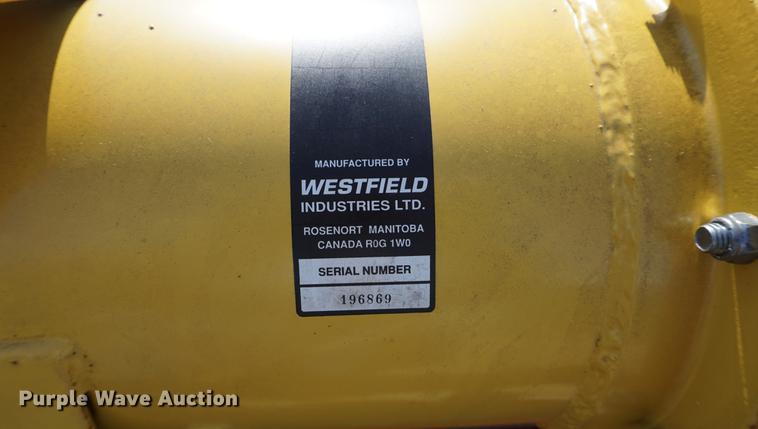 MANUFACTURED BY
WESTFIELD
INDUSTRIES LTD.
ROSENORT MANITOBA
CANADA R0G 1W0
SERIAL NUMBER
196869
Purple Wave Auction